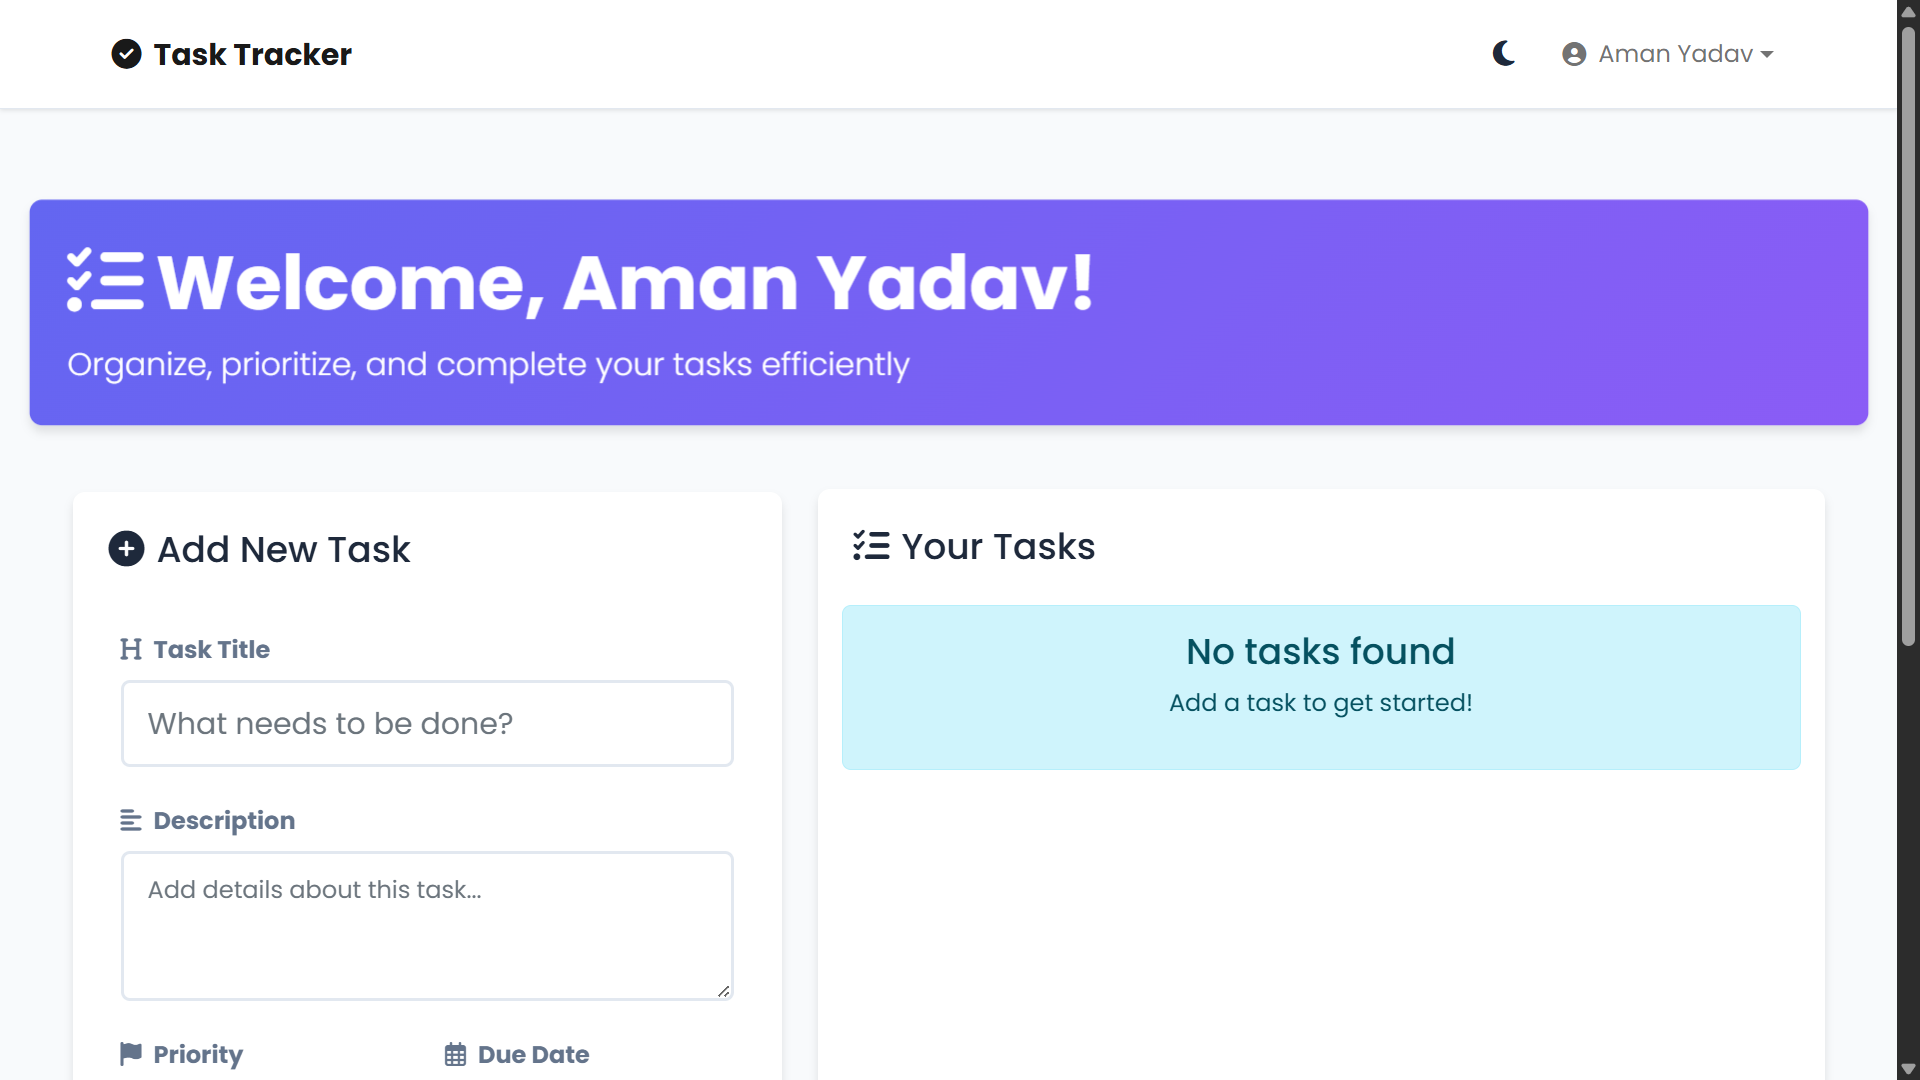 Task Tracker
Aman Yadav
Welcome, Aman Yadav!
Organize, prioritize, and complete your tasks efficiently
Add New Task
Task Title
What needs to be done?
Description
Add details about this task...
Priority
Due Date
Your Tasks
No tasks found
Add a task to get started!